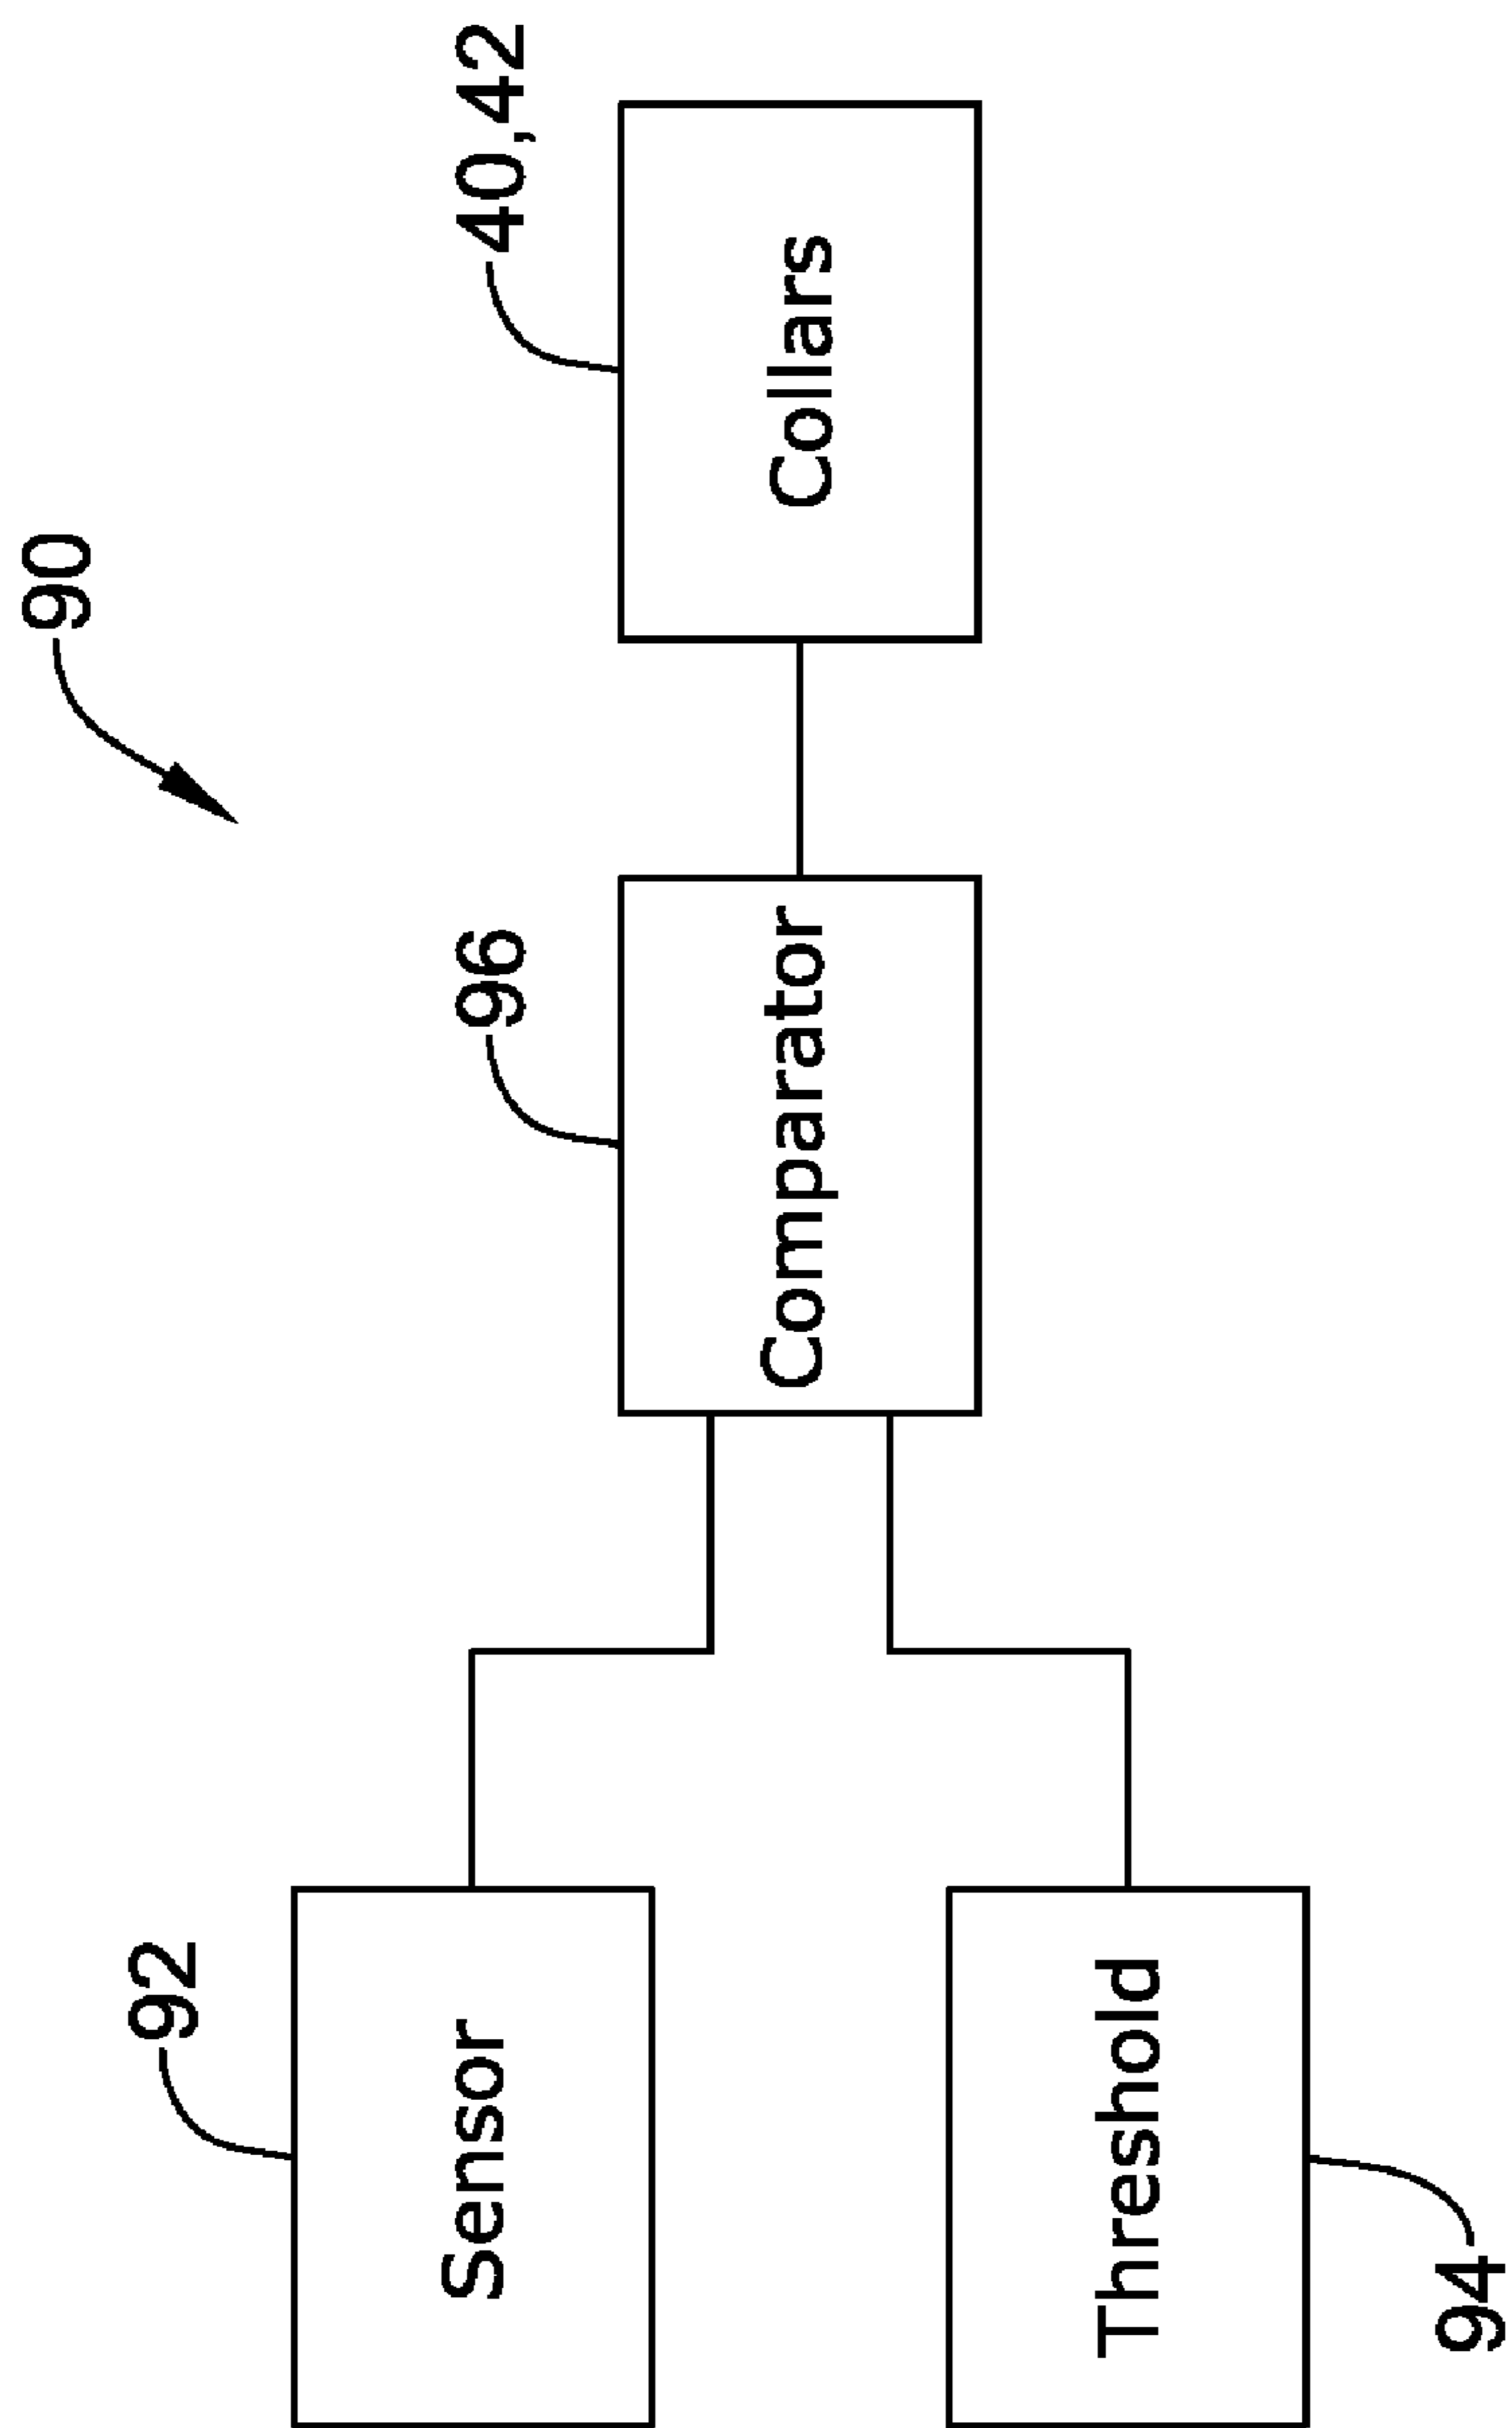 90
92
Sensor
96
Comparator
40,42
Collars
Threshold
94